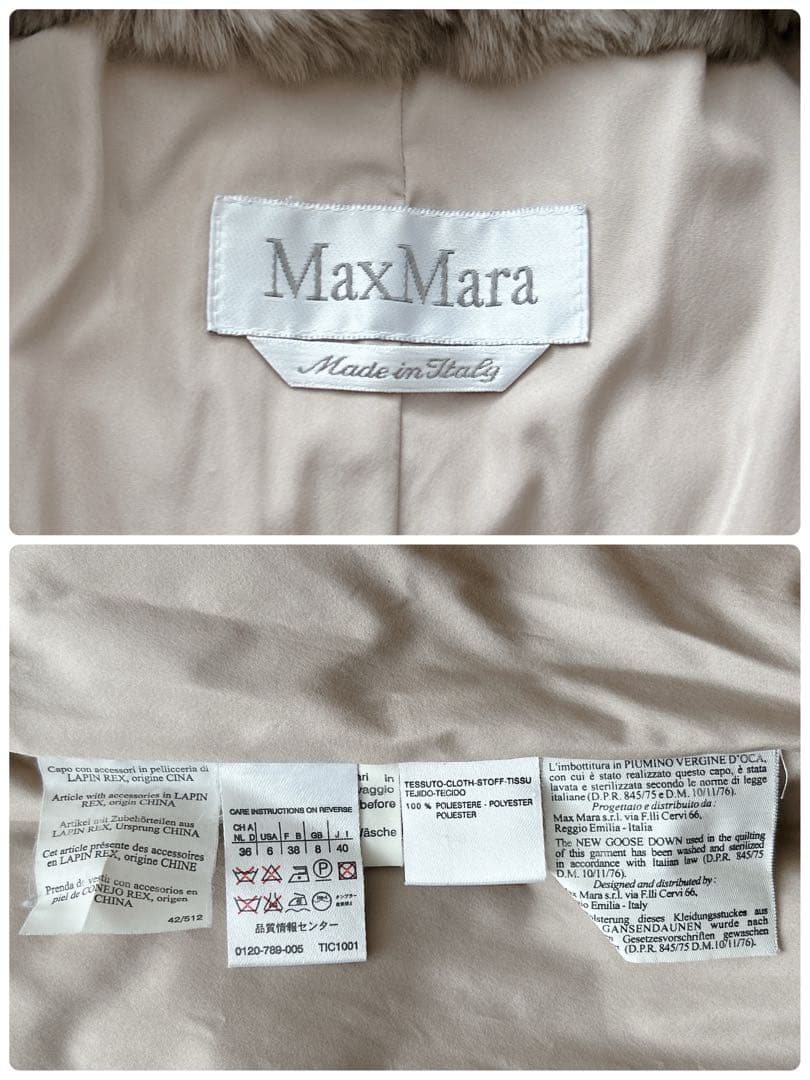 MaxMara
Made in Italy
Capo con accessori in pellicceria di
LAPIN REX, origine CINA
Article with accessories in LAPIN
REX, origin CHINA
Artikel mit Zubehörteilen aus
LAPIN REX, Ursprung CHINA
Cet article présente des accessoires
en LAPIN REX, origine CHINE
Prenda de vestir con accesorios en
piel de CONEJO REX, origen
CHINA
42/512
CARE INSTRUCTIONS ON REVERSE
CH A
NL D USA F B GB J I
36 6 38 8 40
品質情報センター
0120-789-005 TIC1001
ari in
vaggio
before
Wäsche
TESSUTO-CLOTH-STOFF-TISSU
TEJIDO-TECIDO
100 % POLIESTERE - POLYESTER
POLIESTER
L'imbottitura in PIUMINO VERGINE D'OCA,
con cui è stato realizzato questo capo, è stata
lavata e sterilizzata secondo le norme di legge
italiane (D.P.R. 845/75 e D.M. 10/11/76).
Progettato e distribuito da:
Max Mara s.r.l. via F.lli Cervi 66,
Reggio Emilia - Italia
The NEW GOOSE DOWN used in the quilting
of this garment has been washed and sterilized
in accordance with Italian law (D.P.R. 845/75
D.M. 10/11/76).
Designed and distributed by:
Max Mara s.r.l. via F.lli Cervi 66,
Emilia - Italy
olsterung dieses Kleidungsstuckes aus
GANSENDAUNEN wurde nach
Gesetzesvorschriften gewaschen
(D.P.R. 845/75 D.M. 10/11/76).